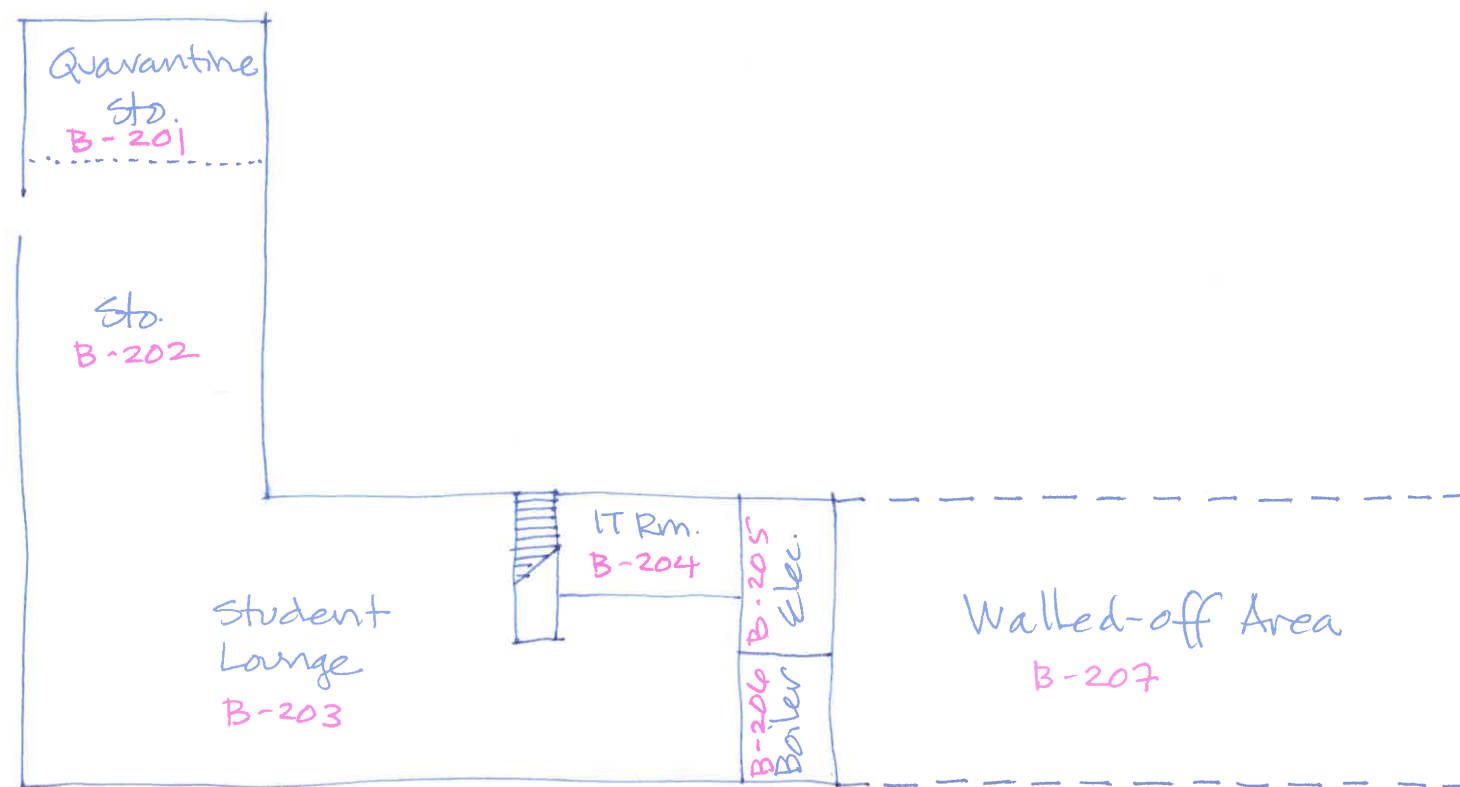 Quarantine
Sto.
B-201
Sto.
B-202
IT Rm.
B-204
B-205
Elec.
Student
Lounge
B-203
B-206
Boiler
Walled-off Area
B-207